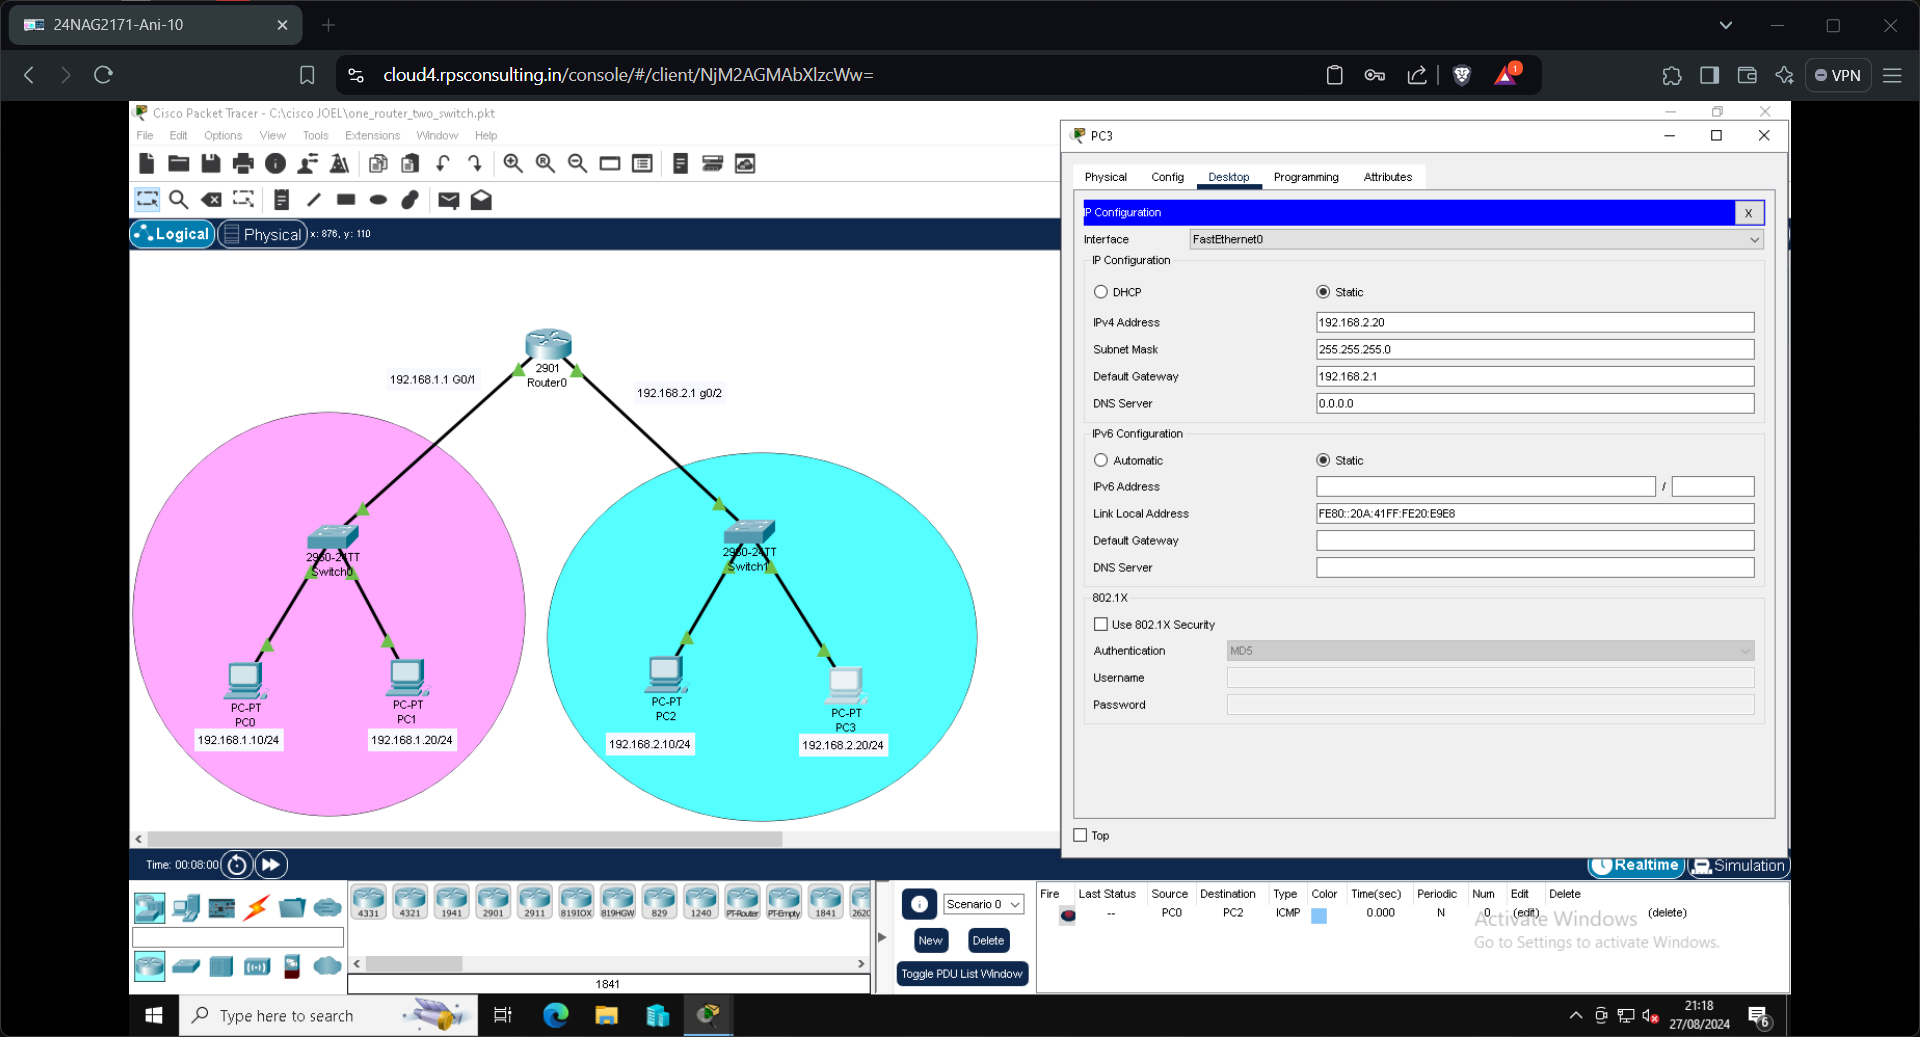 24NAG2171-Ani-10
cloud4.rpsconsulting.in/console/#/client/NjM2AGMAbXlzcWw=
1
VPN
Cisco Packet Tracer - C:\cisco JOEL\one_router_two_switch.pkt
File Edit Options View Tools Extensions Window Help
Logical Physical x: 876, y: 110
192.168.1.1 G0/1
2901
Router0
192.168.2.1 g0/2
2950-24TT
Switch0
2950-24TT
Switch1
PC-PT
PC0
192.168.1.10/24
PC-PT
PC1
192.168.1.20/24
PC-PT
PC2
192.168.2.10/24
PC-PT
PC3
192.168.2.20/24
PC3
Physical Config Desktop Programming Attributes
IP Configuration X
Interface FastEthernet0
IP Configuration
DHCP Static
IPv4 Address 192.168.2.20
Subnet Mask 255.255.255.0
Default Gateway 192.168.2.1
DNS Server 0.0.0.0
IPv6 Configuration
Automatic Static
IPv6 Address /
Link Local Address FE80::20A:41FF:FE20:E9E8
Default Gateway
DNS Server
802.1X
Use 802.1X Security
Authentication MD5
Username
Password
Top
Time: 00:08:00
Realtime Simulation
4331 4321 1941 2901 2911 819IOX 819HGW 829 1240 PT-Router PT-Empty 1841 2620
1841
Scenario 0
New Delete
Toggle PDU List Window
Fire Last Status Source Destination Type Color Time(sec) Periodic Num Edit Delete
-- PC0 PC2 ICMP 0.000 N 0 (edit) (delete)
Activate Windows
Go to Settings to activate Windows.
Type here to search
21:18
27/08/2024
6